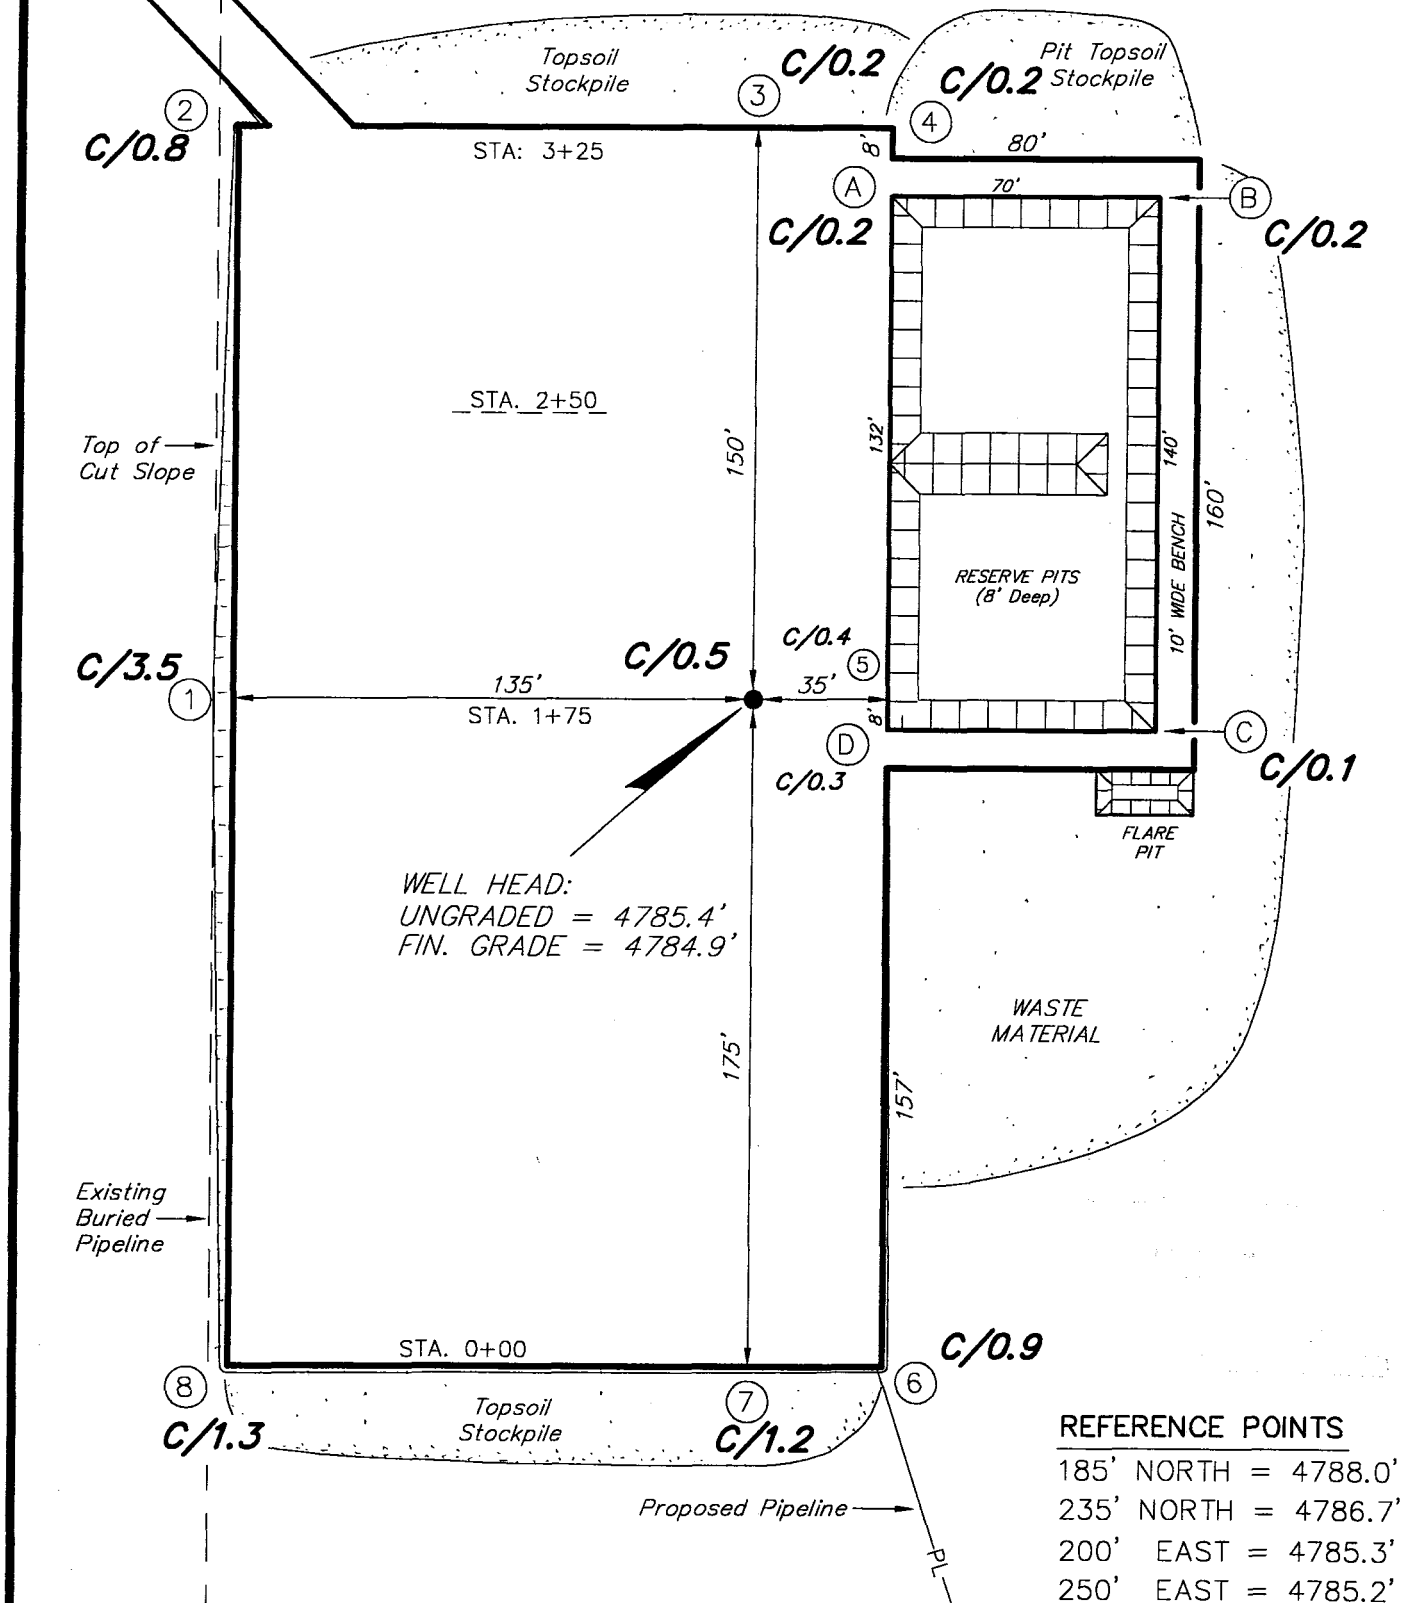 Topsoil
Stockpile
C/0.2
3
Pit Topsoil
Stockpile
C/0.2
4
2
C/0.8
STA: 3+25
8'
80'
A
70'
B
C/0.2
C/0.2
STA. 2+50
Top of
Cut Slope
150'
132'
140'
160'
10' WIDE BENCH
RESERVE PITS
(8' Deep)
C/3.5
1
C/0.5
C/0.4
5
135'
35'
STA. 1+75
8'
D
C
C/0.3
C/0.1
FLARE
PIT
WELL HEAD:
UNGRADED = 4785.4'
FIN. GRADE = 4784.9'
WASTE
MATERIAL
175'
157'
Existing
Buried
Pipeline
STA. 0+00
C/0.9
8
7
6
C/1.3
Topsoil
Stockpile
C/1.2
Proposed Pipeline
PL
REFERENCE POINTS
185' NORTH = 4788.0'
235' NORTH = 4786.7'
200' EAST = 4785.3'
250' EAST = 4785.2'